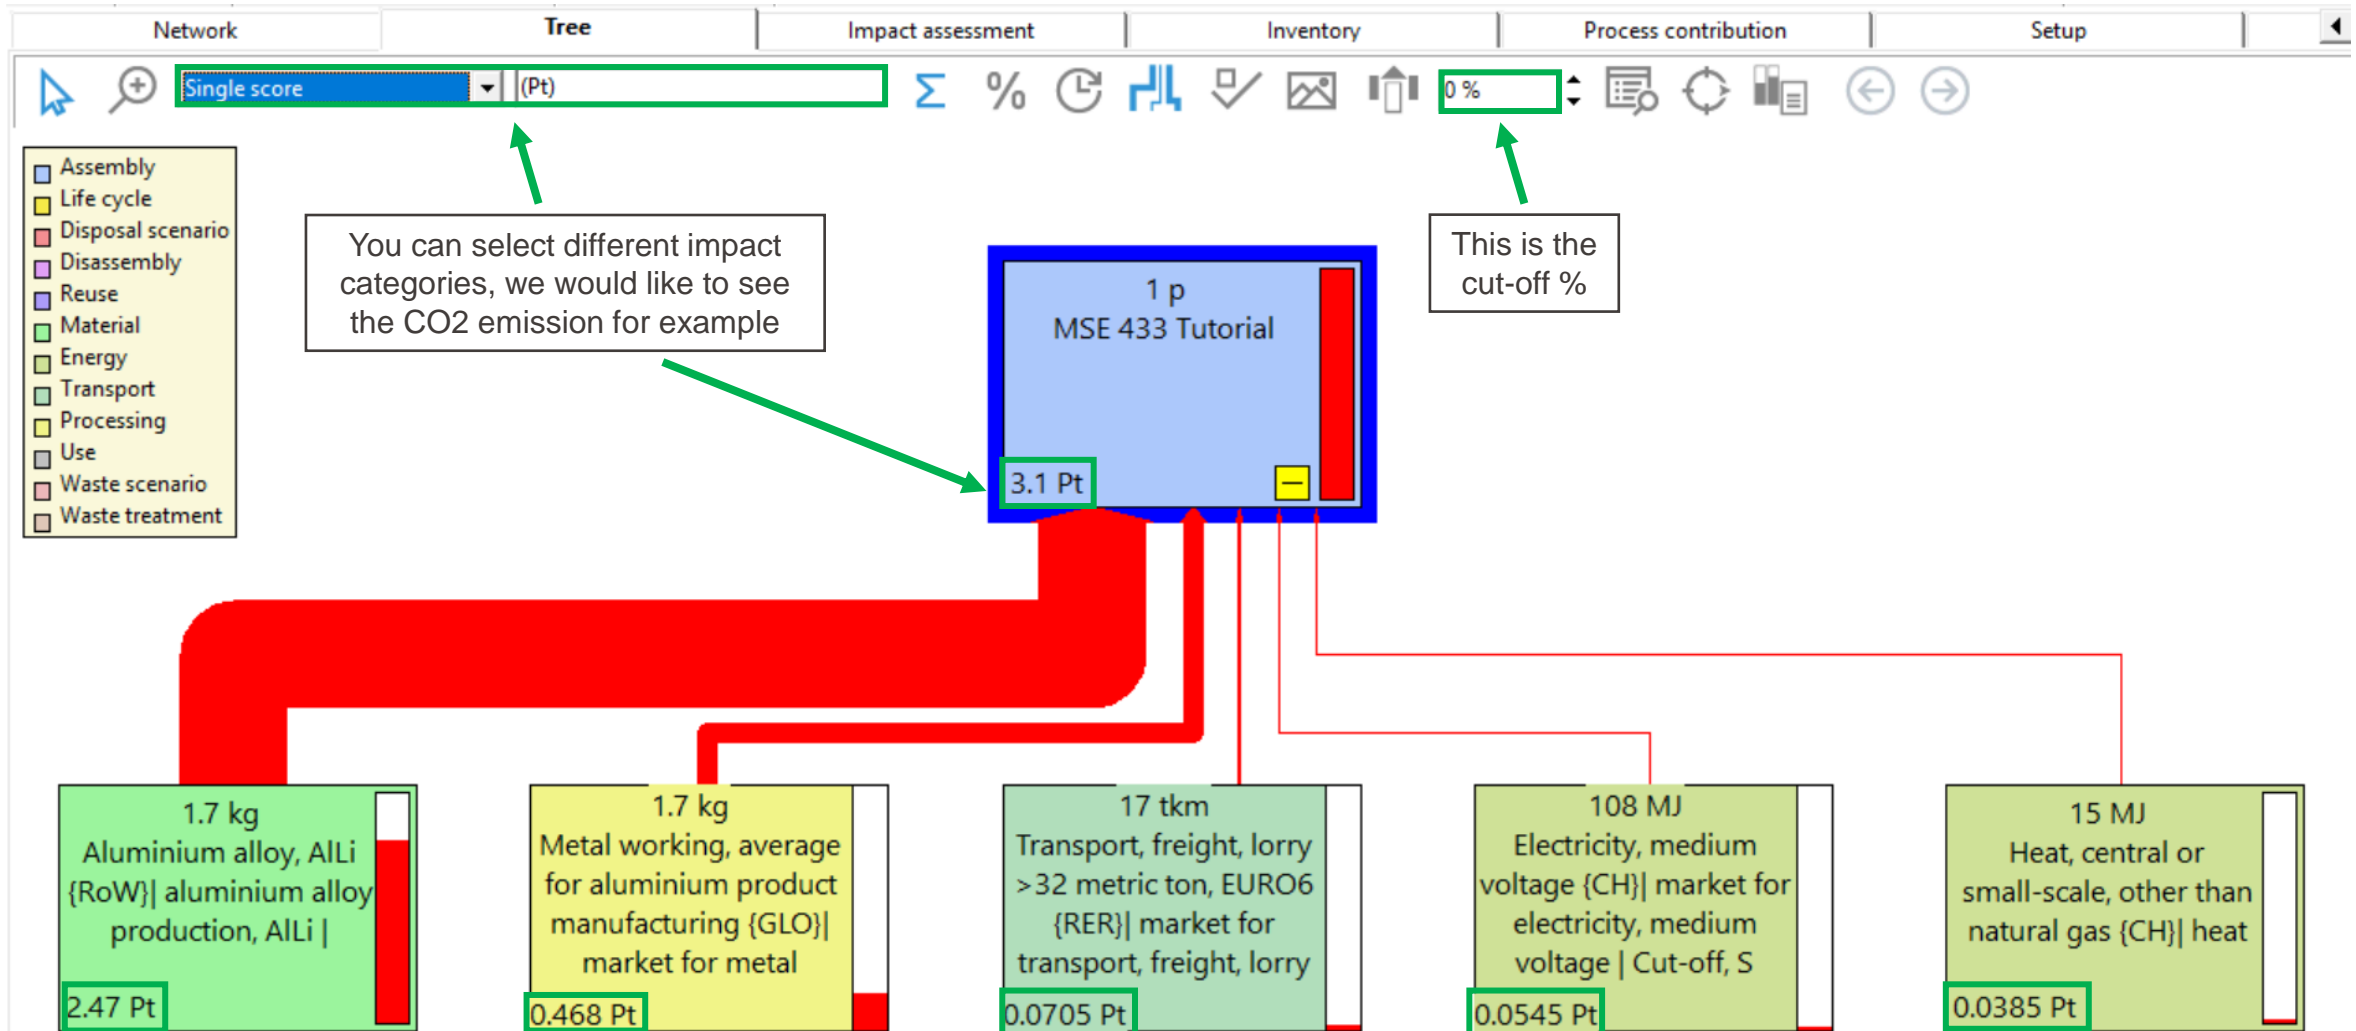 Network
Tree
Impact assessment
Inventory
Process contribution
Setup
Single score
(Pt)
%
0 %
Assembly
Life cycle
Disposal scenario
Disassembly
Reuse
Material
Energy
Transport
Processing
Use
Waste scenario
Waste treatment
You can select different impact
categories, we would like to see
the CO2 emission for example
This is the
cut-off %
1 p
MSE 433 Tutorial
3.1 Pt
1.7 kg
Aluminium alloy, AlLi
{RoW}| aluminium alloy
production, AlLi |
2.47 Pt
1.7 kg
Metal working, average
for aluminium product
manufacturing {GLO}|
market for metal
0.468 Pt
17 tkm
Transport, freight, lorry
>32 metric ton, EURO6
{RER}| market for
transport, freight, lorry
0.0705 Pt
108 MJ
Electricity, medium
voltage {CH}| market for
electricity, medium
voltage | Cut-off, S
0.0545 Pt
15 MJ
Heat, central or
small-scale, other than
natural gas {CH}| heat
0.0385 Pt